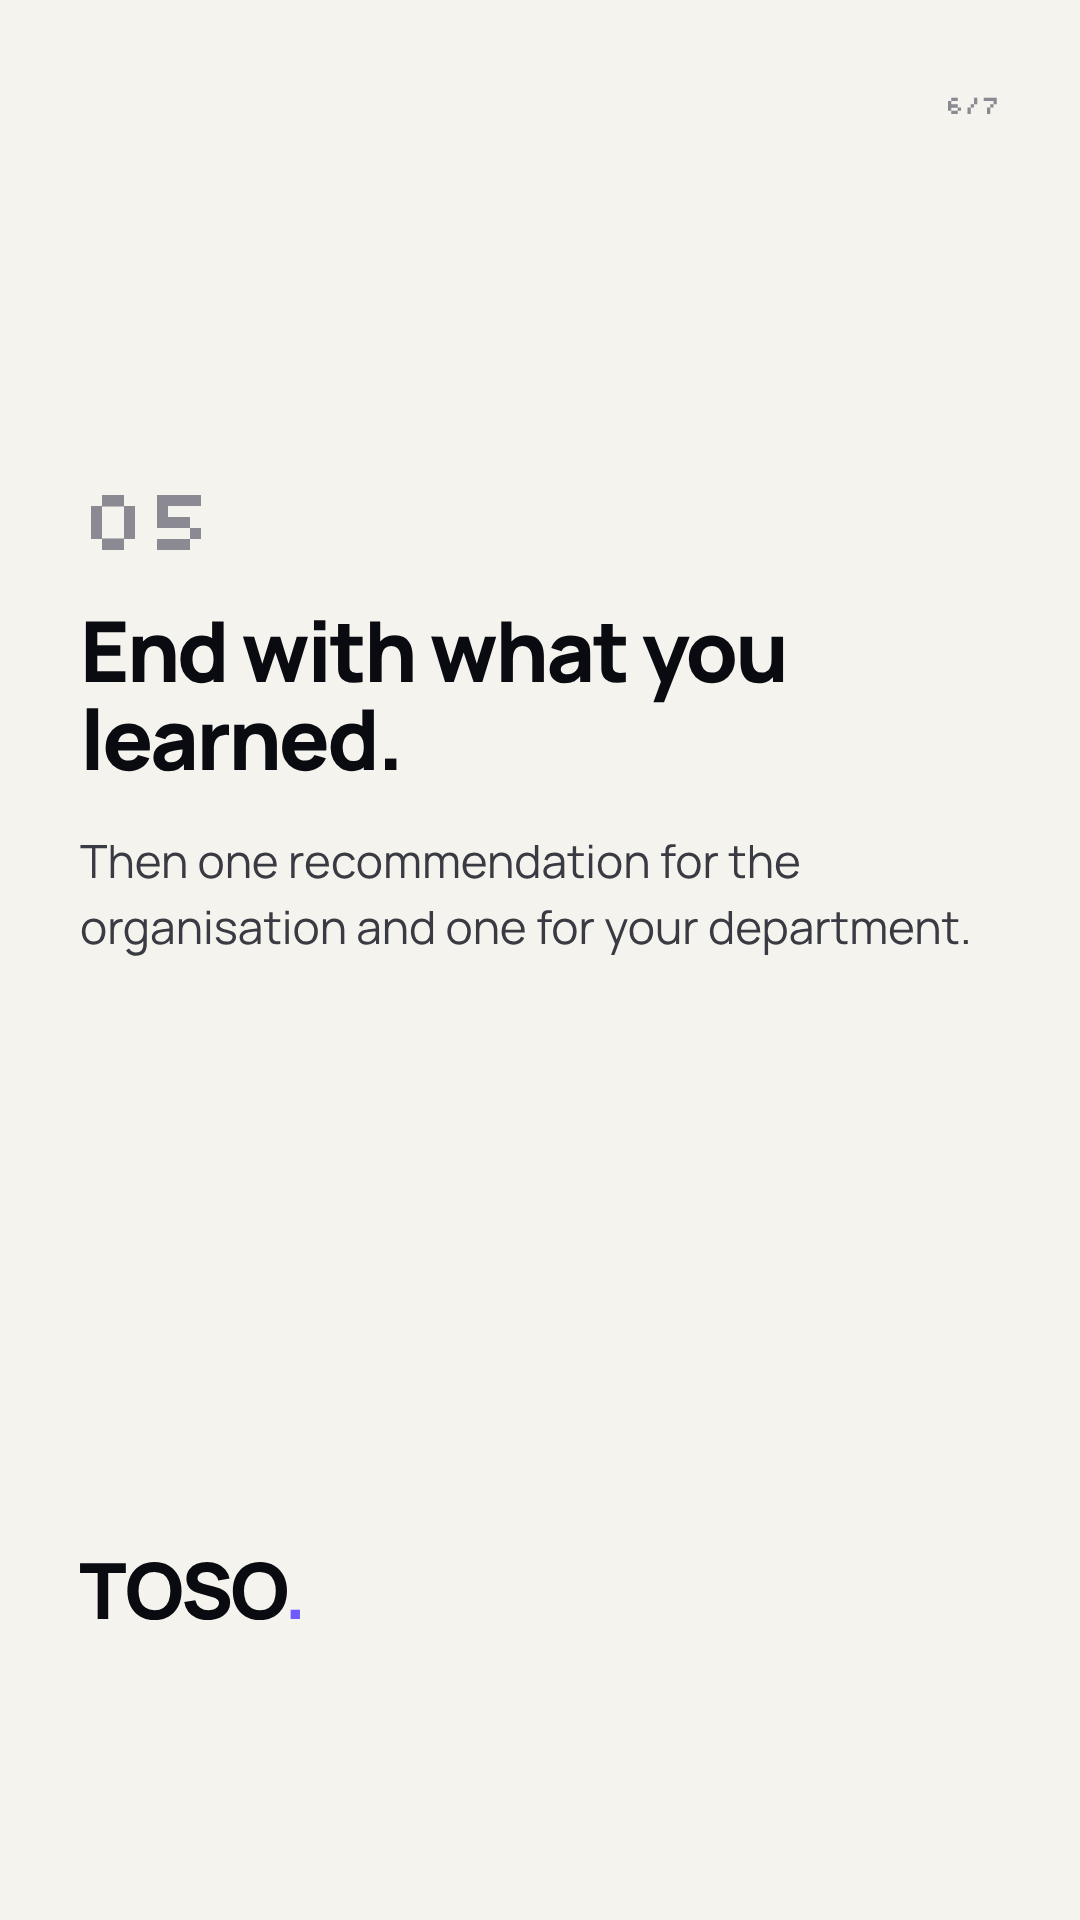 6/7
05
End with what you
learned.
Then one recommendation for the
organisation and one for your department.
TOSO.